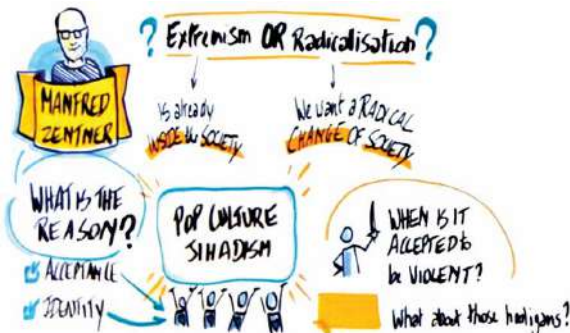 ? Extremism OR Radicalisation?
MANFRED
ZENTNER
Is already
INSIDE the SOCIETY
We want a RADICAL
CHANGE OF SOCIETY
WHAT IS THE
REASON?
ACCEPTANCE
IDENTITY
POP CULTURE
JIHADISM
WHEN IS IT
ACCEPTED to
be VIOLENT?
What about those hooligans?